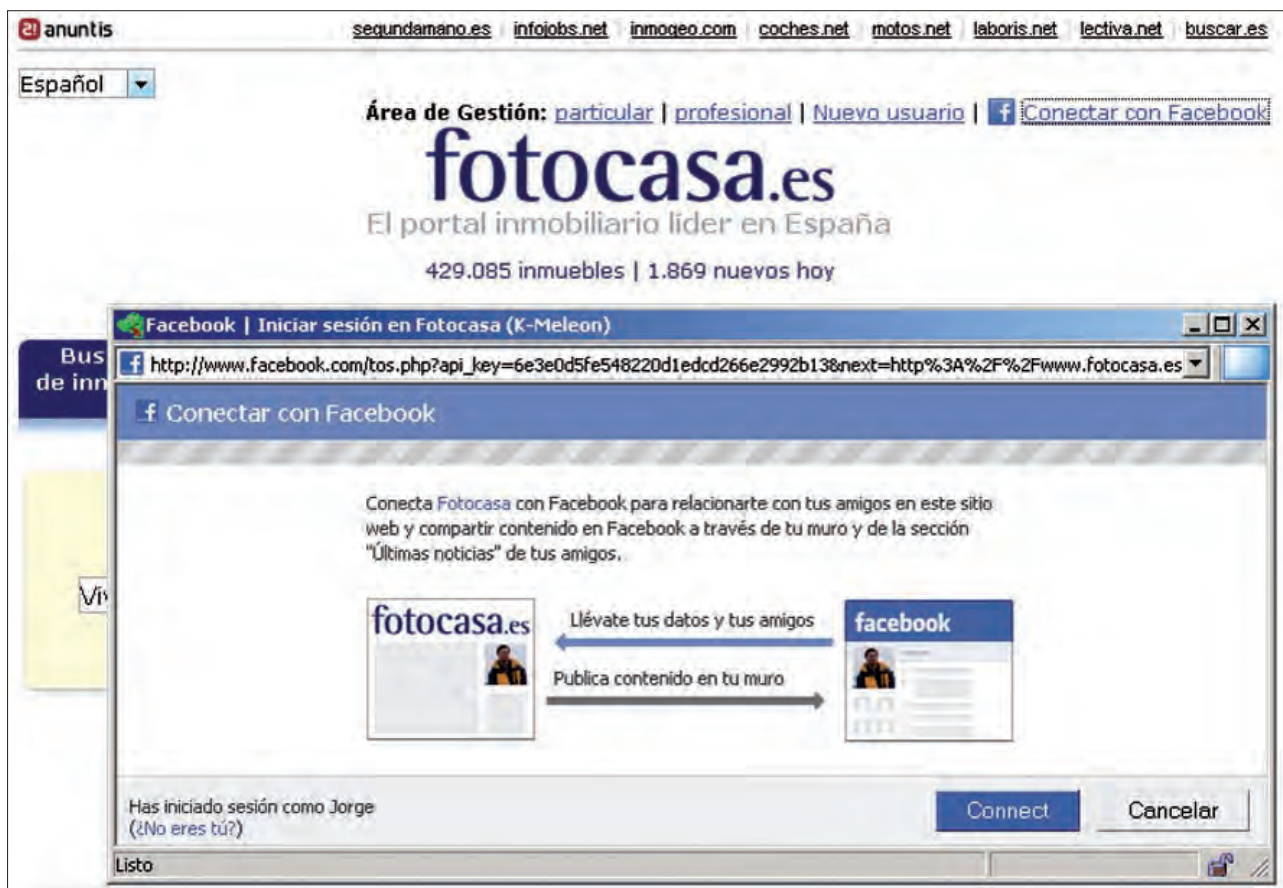 anuntis
segundamano.es | infojobs.net | inmogeo.com | coches.net | motos.net | laboris.net | lectiva.net | buscar.es
Español
Área de Gestión: particular | profesional | Nuevo usuario | Conectar con Facebook
fotocasa.es
El portal inmobiliario líder en España
429.085 inmuebles | 1.869 nuevos hoy
Facebook | Iniciar sesión en Fotocasa (K-Meleon)
Bus
http://www.facebook.com/tos.php?api_key=6e3e0d5fe548220d1edcd266e2992b13&next=http%3A%2F%2Fwww.fotocasa.es
de inn
Conectar con Facebook
Conecta Fotocasa con Facebook para relacionarte con tus amigos en este sitio
web y compartir contenido en Facebook a través de tu muro y de la sección
"Últimas noticias" de tus amigos.
Viv
fotocasa.es
Llévate tus datos y tus amigos
facebook
Publica contenido en tu muro
Has iniciado sesión como Jorge
(¿No eres tú?)
Connect
Cancelar
Listo